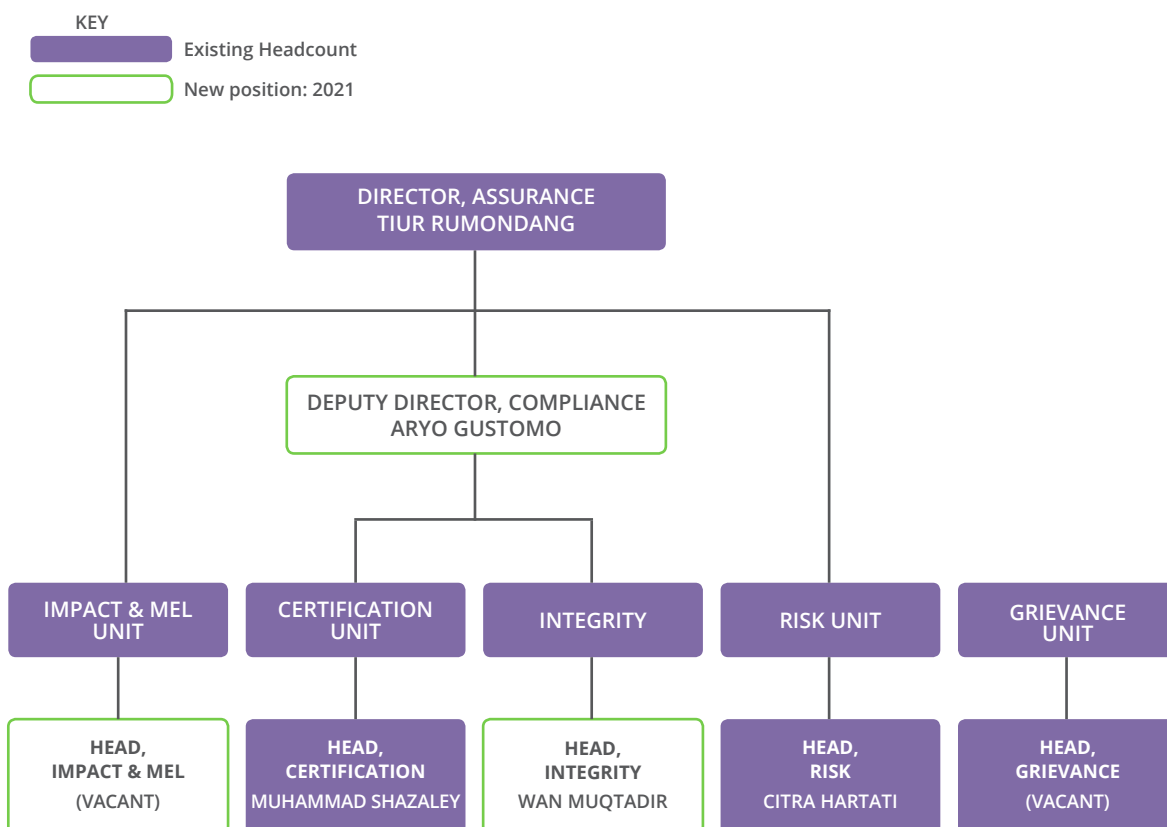 KEY
Existing Headcount
New position: 2021
DIRECTOR, ASSURANCE
TIUR RUMONDANG
DEPUTY DIRECTOR, COMPLIANCE
ARYO GUSTOMO
IMPACT & MEL
UNIT
CERTIFICATION
UNIT
INTEGRITY
RISK UNIT
GRIEVANCE
UNIT
HEAD,
IMPACT & MEL
(VACANT)
HEAD,
CERTIFICATION
MUHAMMAD SHAZALEY
HEAD,
INTEGRITY
WAN MUQTADIR
HEAD,
RISK
CITRA HARTATI
HEAD,
GRIEVANCE
(VACANT)